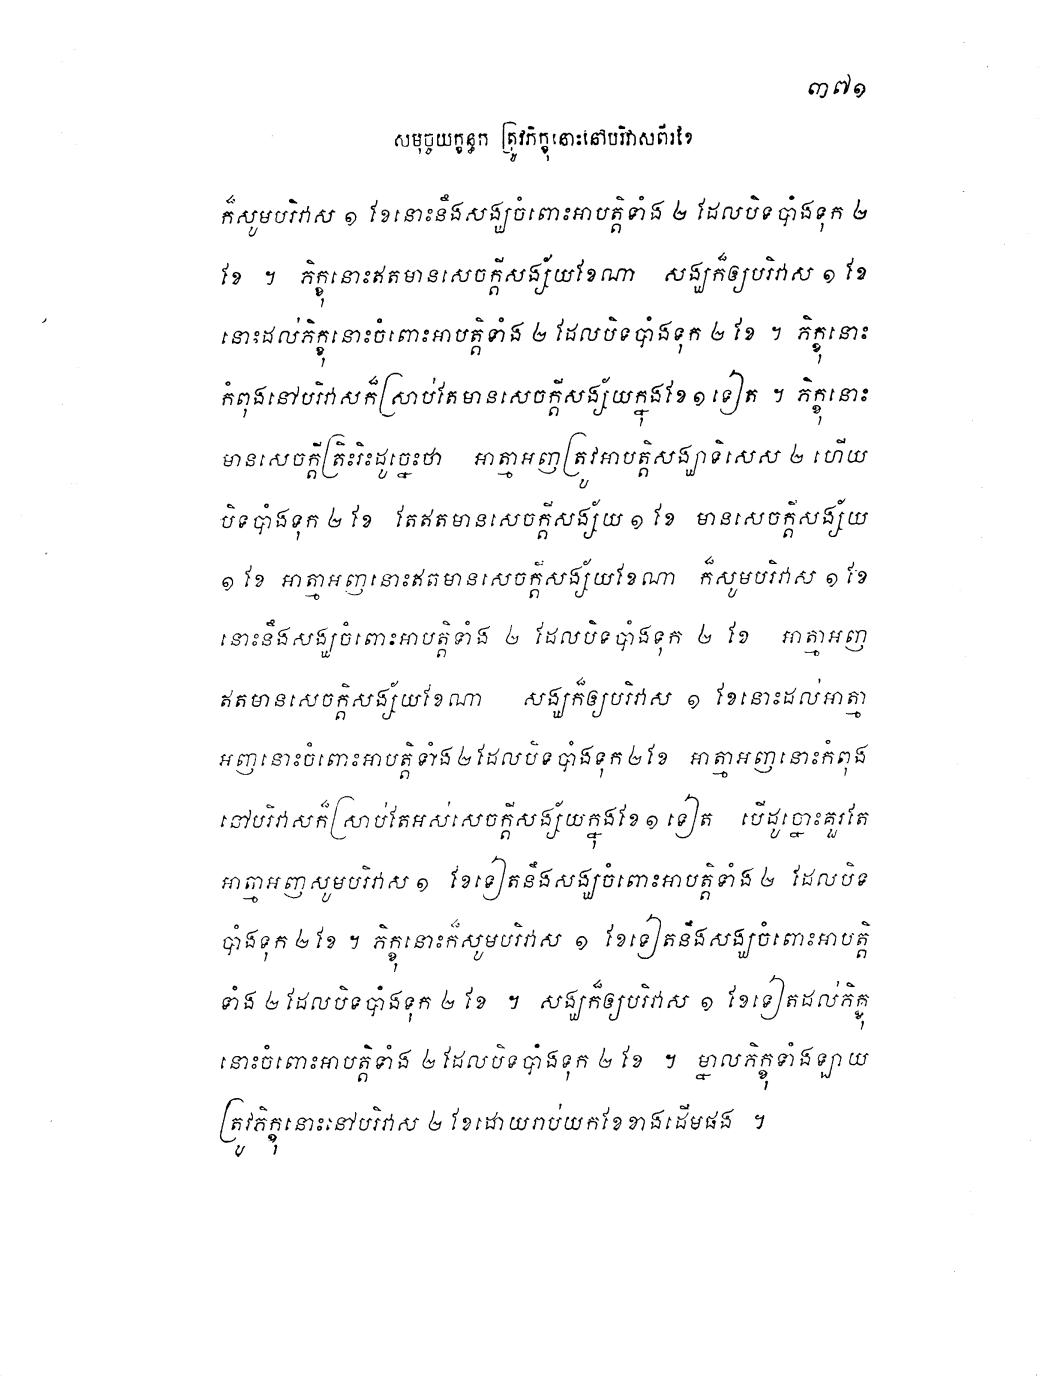 ៣៧១
សមុច្ចយក្ខន្ធក ត្រូវភិក្ខុនោះនៅបរិវាសពីរខែ
ក៏សូមបរិវាស ១ ខែនោះនឹងសង្ឃចំពោះអាបត្តិទាំង ២ ដែលបិទបាំងទុក ២
ខែ ។ ភិក្ខុនោះឥតមានសេចក្ដីសង្ស័យខែណា សង្ឃក៏ឲ្យបរិវាស ១ ខែ
នោះដល់ភិក្ខុនោះចំពោះអាបត្តិទាំង ២ ដែលបិទបាំងទុក ២ ខែ ។ ភិក្ខុនោះ
កំពុងនៅបរិវាសក៏ស្រាប់តែមានសេចក្ដីសង្ស័យក្នុងខែ ១ ទៀត ។ ភិក្ខុនោះ
មានសេចក្ដីត្រិះរិះដូច្នេះថា អាត្មាអញត្រូវអាបត្តិសង្ឃាទិសេស ២ ហើយ
បិទបាំងទុក ២ ខែ តែឥតមានសេចក្ដីសង្ស័យ ១ ខែ មានសេចក្ដីសង្ស័យ
១ ខែ អាត្មាអញនោះឥតមានសេចក្ដីសង្ស័យខែណា ក៏សូមបរិវាស ១ ខែ
នោះនឹងសង្ឃចំពោះអាបត្តិទាំង ២ ដែលបិទបាំងទុក ២ ខែ អាត្មាអញ
ឥតមានសេចក្ដីសង្ស័យខែណា សង្ឃក៏ឲ្យបរិវាស ១ ខែនោះដល់អាត្មា
អញនោះចំពោះអាបត្តិទាំង ២ ដែលបិទបាំងទុក ២ ខែ អាត្មាអញនោះកំពុង
នៅបរិវាសក៏ស្រាប់តែអស់សេចក្ដីសង្ស័យក្នុងខែ ១ ទៀត បើដូច្នោះគួរតែ
អាត្មាអញសូមបរិវាស ១ ខែទៀតនឹងសង្ឃចំពោះអាបត្តិទាំង ២ ដែលបិទ
បាំងទុក ២ ខែ ។ ភិក្ខុនោះក៏សូមបរិវាស ១ ខែទៀតនឹងសង្ឃចំពោះអាបត្តិ
ទាំង ២ ដែលបិទបាំងទុក ២ ខែ ។ សង្ឃក៏ឲ្យបរិវាស ១ ខែទៀតដល់ភិក្ខុ
នោះចំពោះអាបត្តិទាំង ២ ដែលបិទបាំងទុក ២ ខែ ។ ម្នាលភិក្ខុទាំងឡាយ
ត្រូវភិក្ខុនោះនៅបរិវាស ២ ខែដោយរាប់យកខែខាងដើមផង ។